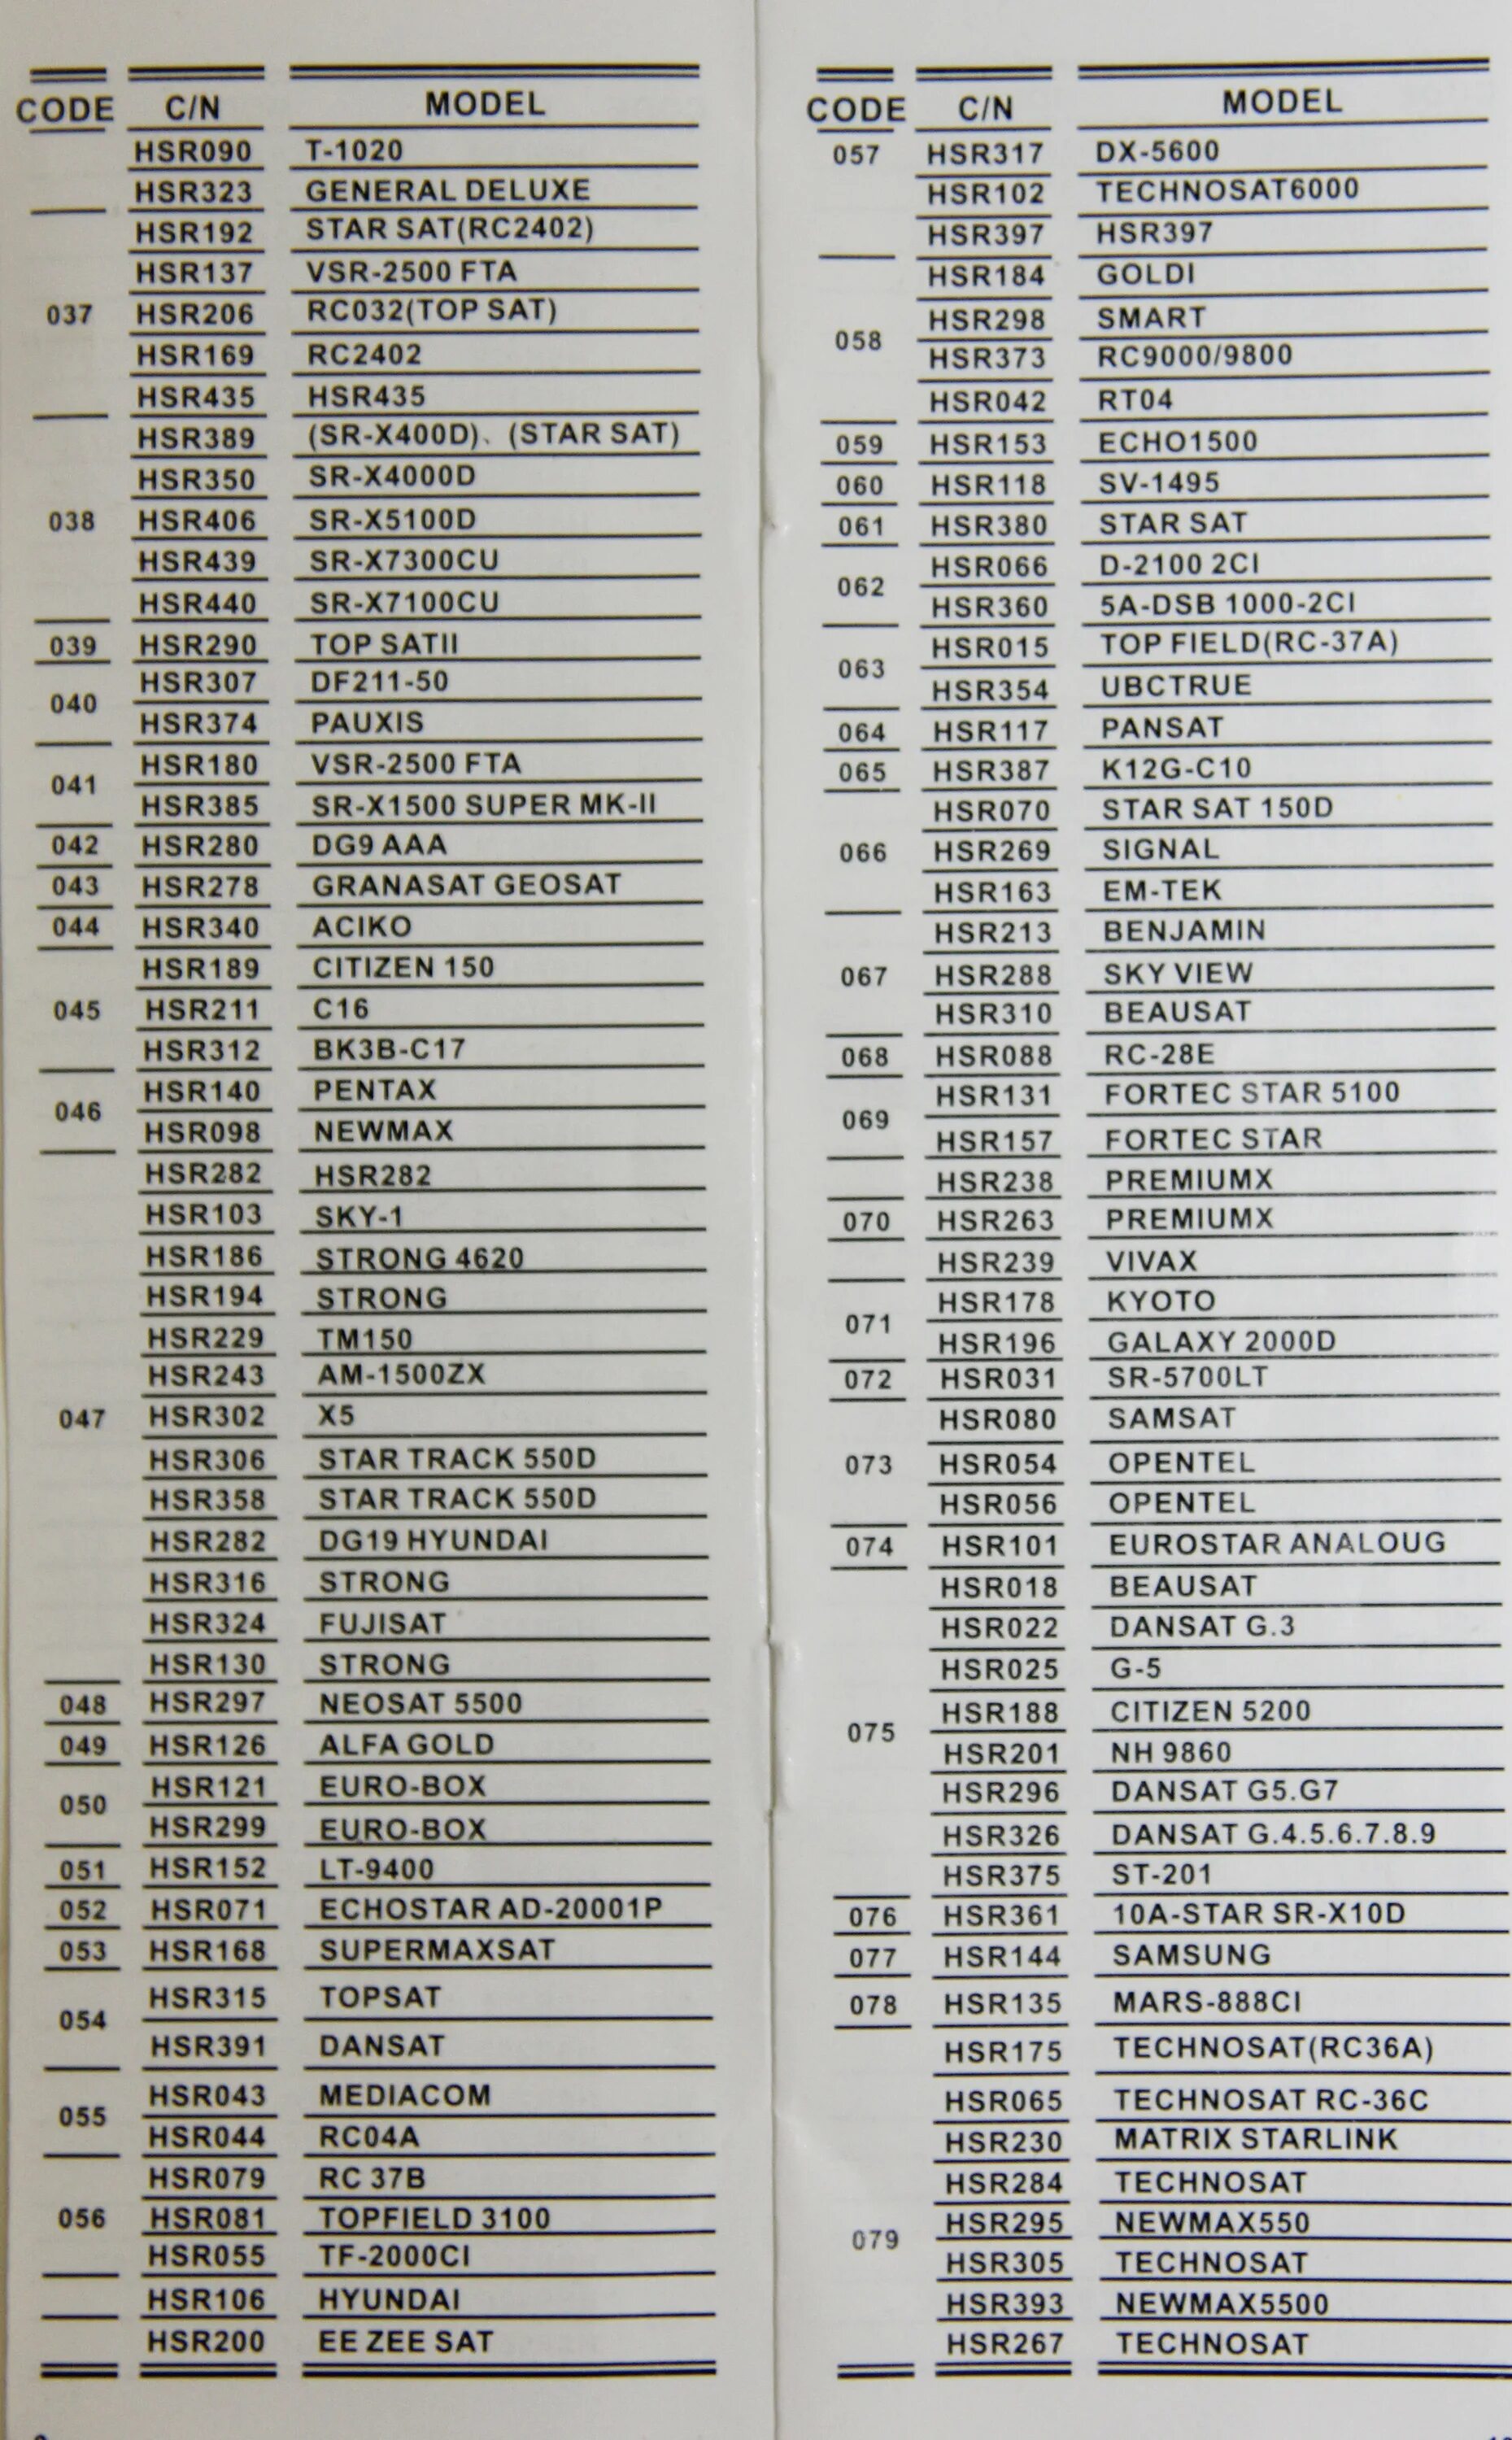 CODE C/N MODEL
HSR090 T-1020
HSR323 GENERAL DELUXE
HSR192 STAR SAT(RC2402)
HSR137 VSR-2500 FTA
037 HSR206 RC032(TOP SAT)
HSR169 RC2402
HSR435 HSR435
HSR389 (SR-X400D)、(STAR SAT)
HSR350 SR-X4000D
038 HSR406 SR-X5100D
HSR439 SR-X7300CU
HSR440 SR-X7100CU
039 HSR290 TOP SATII
040 HSR307 DF211-50
HSR374 PAUXIS
041 HSR180 VSR-2500 FTA
HSR385 SR-X1500 SUPER MK-II
042 HSR280 DG9 AAA
043 HSR278 GRANASAT GEOSAT
044 HSR340 ACIKO
HSR189 CITIZEN 150
045 HSR211 C16
HSR312 BK3B-C17
046 HSR140 PENTAX
HSR098 NEWMAX
HSR282 HSR282
HSR103 SKY-1
HSR186 STRONG 4620
HSR194 STRONG
HSR229 TM150
HSR243 AM-1500ZX
047 HSR302 X5
HSR306 STAR TRACK 550D
HSR358 STAR TRACK 550D
HSR282 DG19 HYUNDAI
HSR316 STRONG
HSR324 FUJISAT
HSR130 STRONG
048 HSR297 NEOSAT 5500
049 HSR126 ALFA GOLD
050 HSR121 EURO-BOX
HSR299 EURO-BOX
051 HSR152 LT-9400
052 HSR071 ECHOSTAR AD-20001P
053 HSR168 SUPERMAXSAT
054 HSR315 TOPSAT
HSR391 DANSAT
055 HSR043 MEDIACOM
HSR044 RC04A
HSR079 RC 37B
056 HSR081 TOPFIELD 3100
HSR055 TF-2000CI
HSR106 HYUNDAI
HSR200 EE ZEE SAT
CODE C/N MODEL
057 HSR317 DX-5600
HSR102 TECHNOSAT6000
HSR397 HSR397
HSR184 GOLDI
058 HSR298 SMART
HSR373 RC9000/9800
HSR042 RT04
059 HSR153 ECHO1500
060 HSR118 SV-1495
061 HSR380 STAR SAT
062 HSR066 D-2100 2CI
HSR360 5A-DSB 1000-2CI
063 HSR015 TOP FIELD(RC-37A)
HSR354 UBCTRUE
064 HSR117 PANSAT
065 HSR387 K12G-C10
HSR070 STAR SAT 150D
066 HSR269 SIGNAL
HSR163 EM-TEK
HSR213 BENJAMIN
067 HSR288 SKY VIEW
HSR310 BEAUSAT
068 HSR088 RC-28E
069 HSR131 FORTEC STAR 5100
HSR157 FORTEC STAR
HSR238 PREMIUMX
070 HSR263 PREMIUMX
HSR239 VIVAX
071 HSR178 KYOTO
HSR196 GALAXY 2000D
072 HSR031 SR-5700LT
HSR080 SAMSAT
073 HSR054 OPENTEL
HSR056 OPENTEL
074 HSR101 EUROSTAR ANALOUG
HSR018 BEAUSAT
HSR022 DANSAT G.3
HSR025 G-5
075 HSR188 CITIZEN 5200
HSR201 NH 9860
HSR296 DANSAT G5.G7
HSR326 DANSAT G.4.5.6.7.8.9
HSR375 ST-201
076 HSR361 10A-STAR SR-X10D
077 HSR144 SAMSUNG
078 HSR135 MARS-888CI
HSR175 TECHNOSAT(RC36A)
HSR065 TECHNOSAT RC-36C
HSR230 MATRIX STARLINK
HSR284 TECHNOSAT
079 HSR295 NEWMAX550
HSR305 TECHNOSAT
HSR393 NEWMAX5500
HSR267 TECHNOSAT